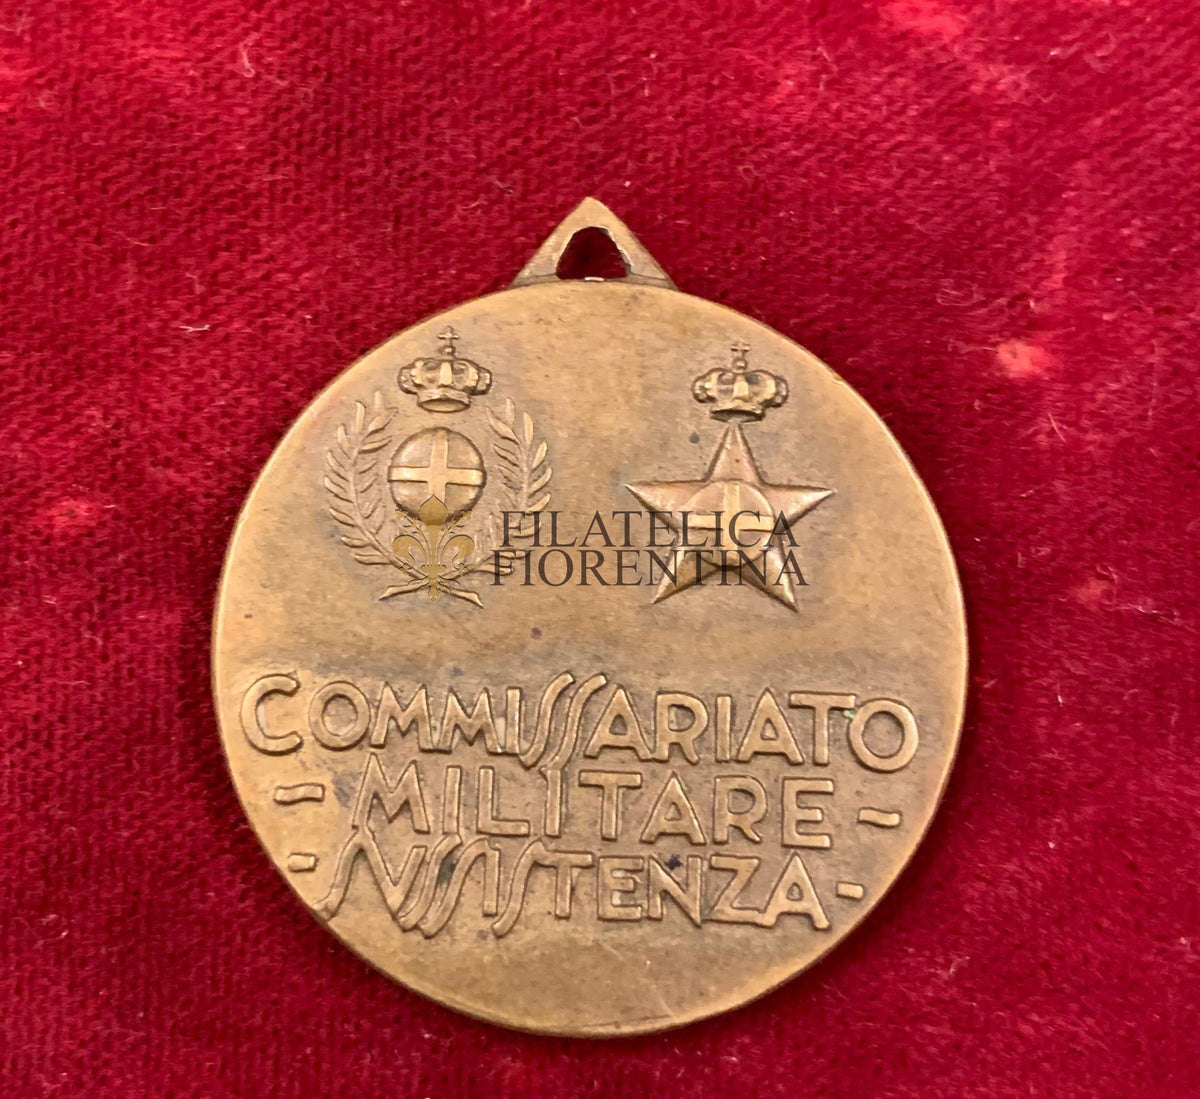 FILATELICA
FIORENTINA
COMMISSARIATO
- MILITARE -
- ASSISTENZA -